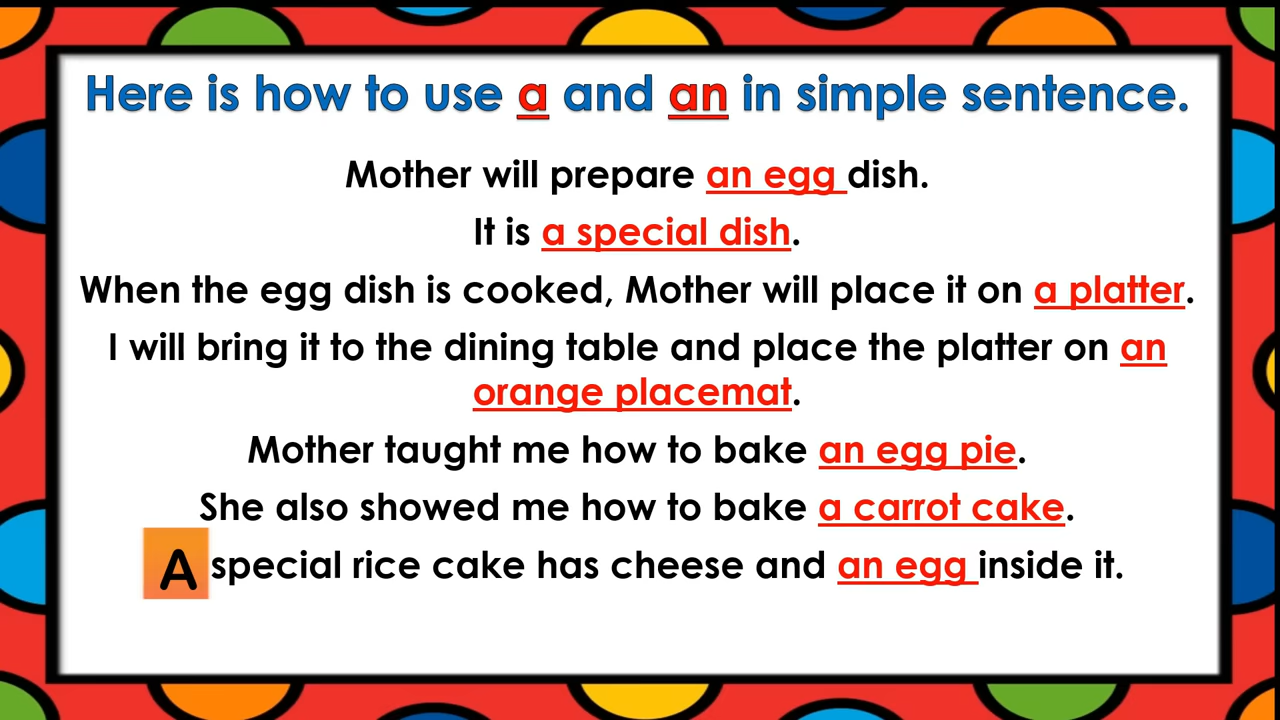 Here is how to use a and an in simple sentence.
Mother will prepare an egg dish.
It is a special dish.
When the egg dish is cooked, Mother will place it on a platter.
I will bring it to the dining table and place the platter on an
orange placemat.
Mother taught me how to bake an egg pie.
She also showed me how to bake a carrot cake.
A special rice cake has cheese and an egg inside it.